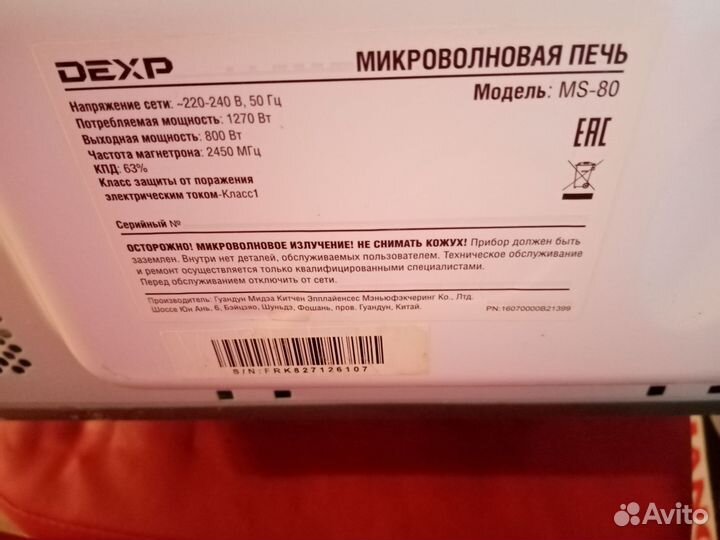 DEXP
МИКРОВОЛНОВАЯ ПЕЧЬ
Модель: MS-80
Напряжение сети: ~220-240 В, 50 Гц
Потребляемая мощность: 1270 Вт
Выходная мощность: 800 Вт
Частота магнетрона: 2450 МГц
КПД: 63%
Класс защиты от поражения
электрическим током-Класс1
EAC
Серийный №
ОСТОРОЖНО! МИКРОВОЛНОВОЕ ИЗЛУЧЕНИЕ! НЕ СНИМАТЬ КОЖУХ! Прибор должен быть
заземлен. Внутри нет деталей, обслуживаемых пользователем. Техническое обслуживание
и ремонт осуществляется только квалифицированными специалистами.
Перед обслуживанием отключить от сети.
Производитель: Гуандун Мидэа Китчен Эпплайенсес Мэньюфэкчеринг Ко., Лтд.
Шоссе Юн Ань, 6, Бэйцзяо, Шуньдэ, Фошань, пров. Гуандун, Китай.
PN:16070000B21399
S/N:FRK827126107
Avito